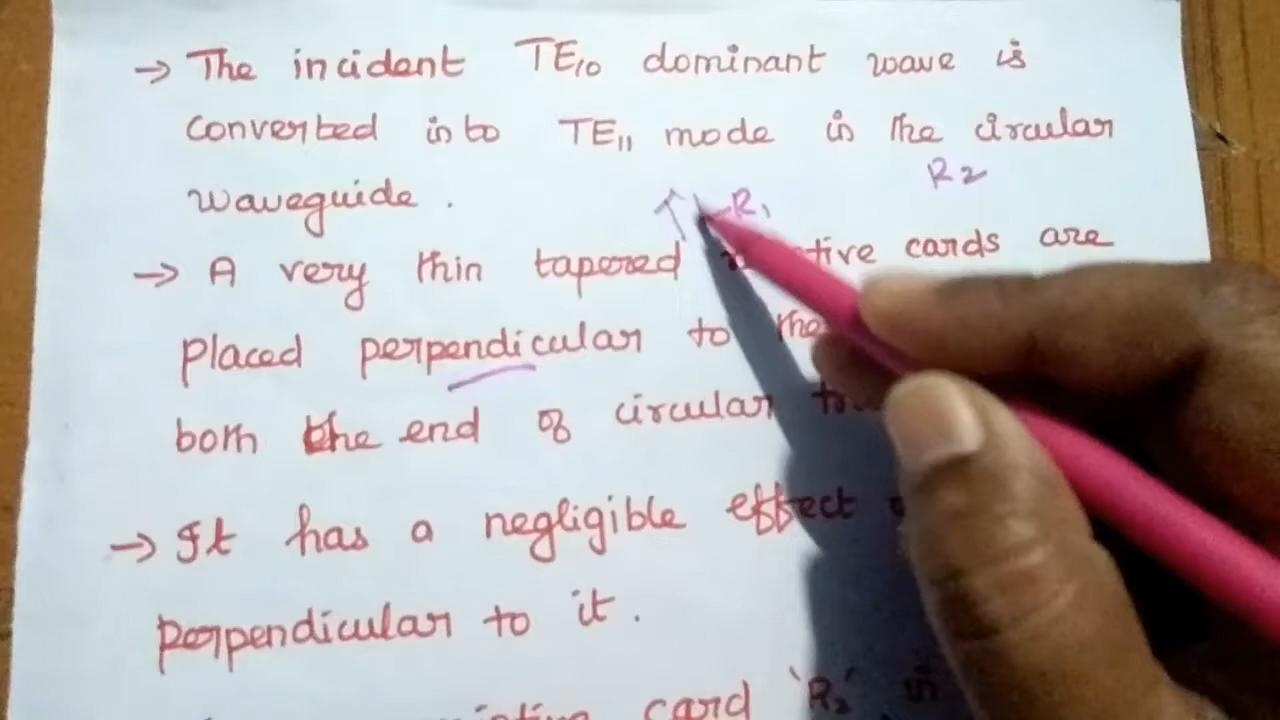 → The incident TE10 dominant wave is
converted into TE11 mode in the circular
R2
waveguide .
R1
→ A very thin tapered cards are
placed perpendicular to the
both the end of circular
→ It has a negligible effect
perpendicular to it.
card 'R2' is